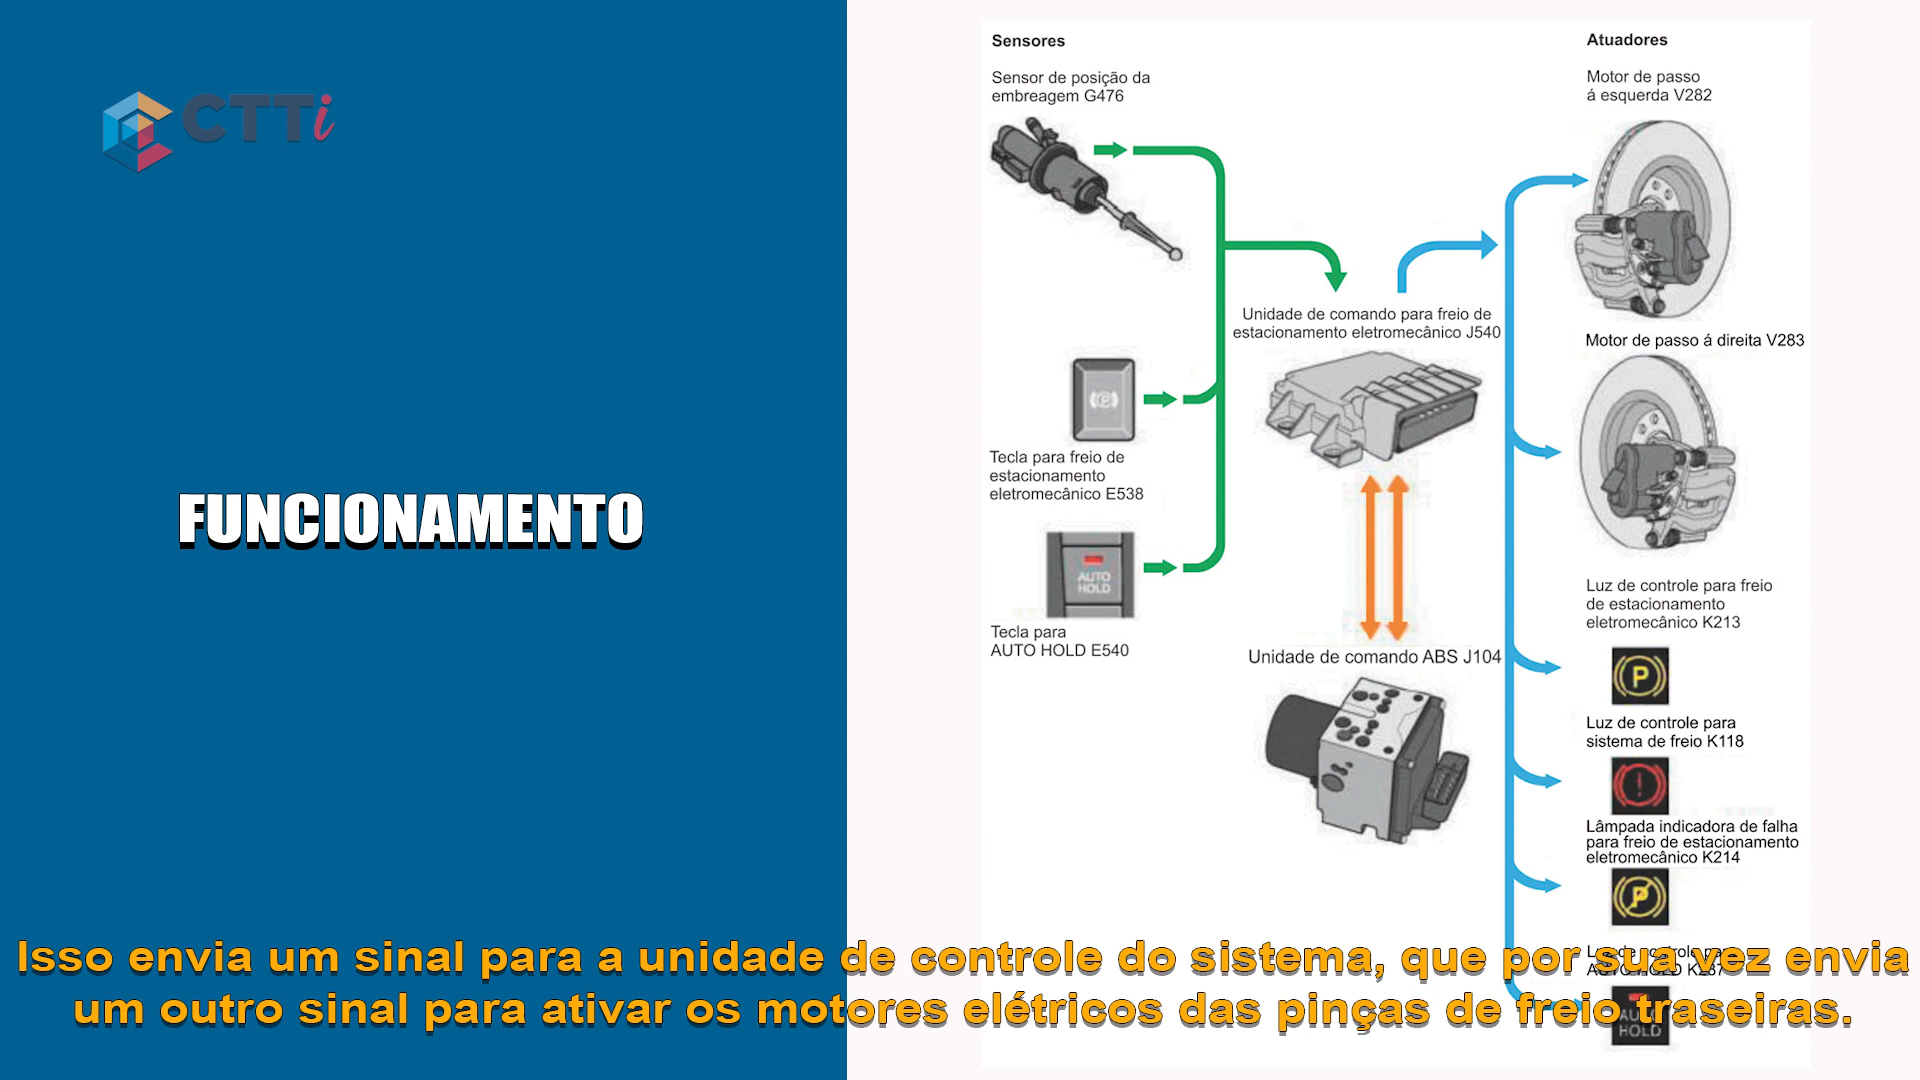 CTTi
FUNCIONAMENTO
Sensores
Sensor de posição da
embreagem G476
Tecla para freio de
estacionamento
eletromecânico E538
AUTO
HOLD
Tecla para
AUTO HOLD E540
Unidade de comando para freio de
estacionamento eletromecânico J540
Unidade de comando ABS J104
Atuadores
Motor de passo
á esquerda V282
Motor de passo á direita V283
Luz de controle para freio
de estacionamento
eletromecânico K213
P
Luz de controle para
sistema de freio K118
!
Lâmpada indicadora de falha
para freio de estacionamento
eletromecânico K214
P
AUTO HOLD K237
AUTO
HOLD
Isso envia um sinal para a unidade de controle do sistema, que por sua vez envia
um outro sinal para ativar os motores elétricos das pinças de freio traseiras.